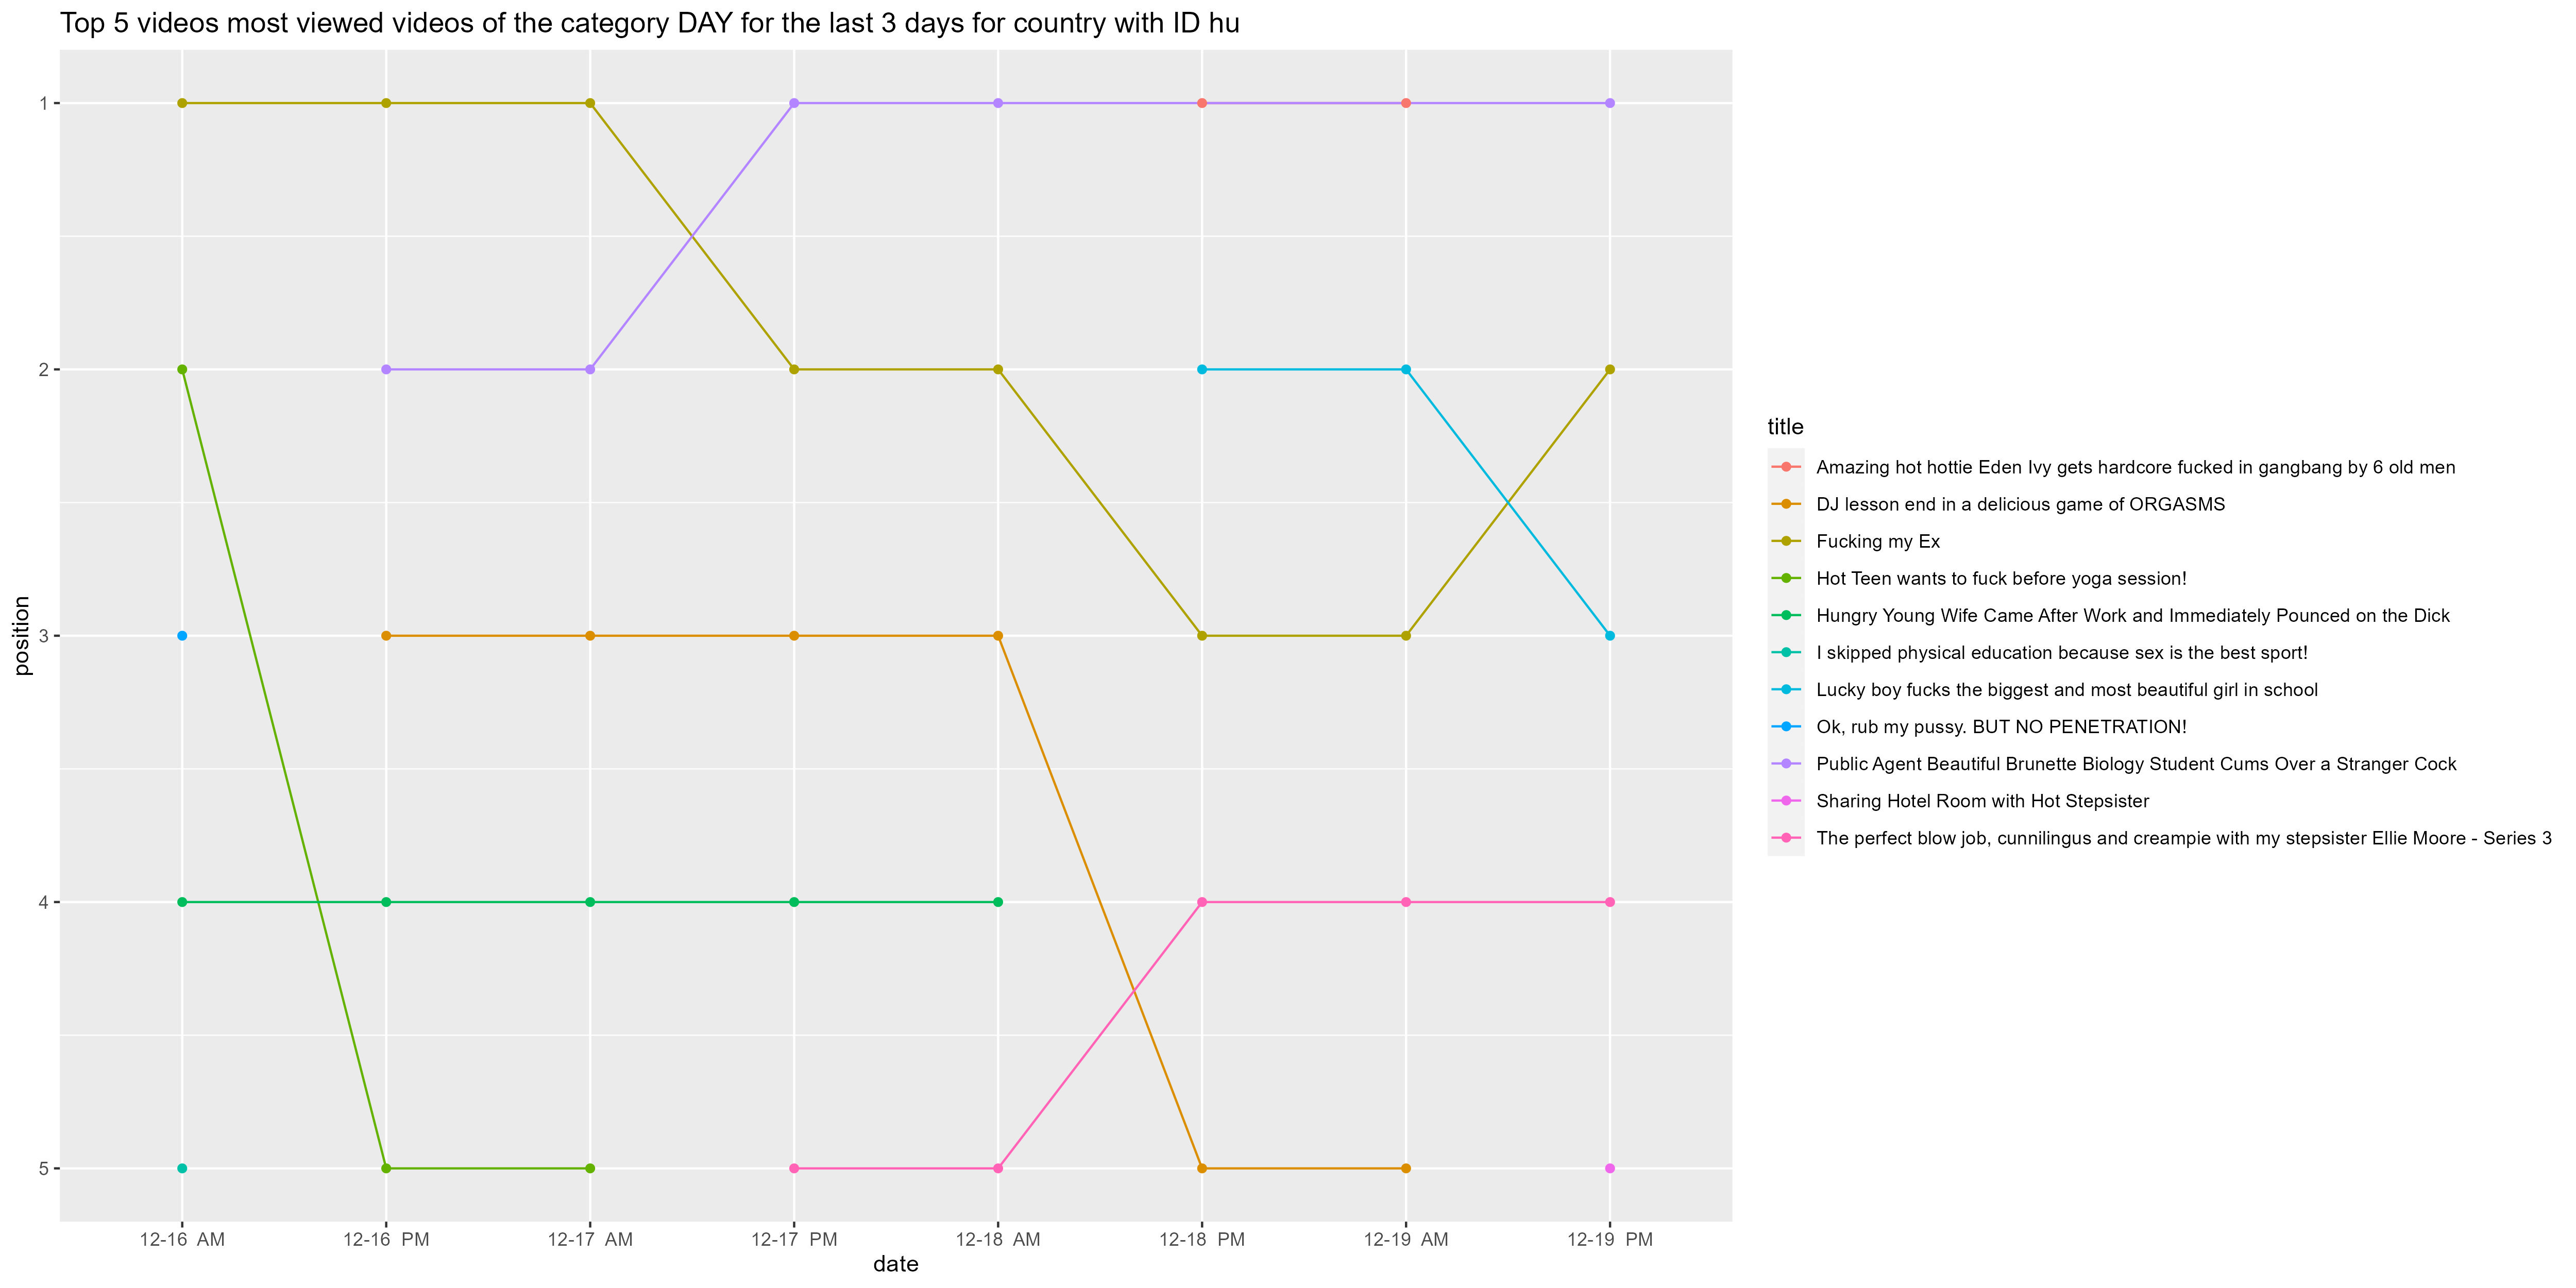 Top 5 videos most viewed videos of the category DAY for the last 3 days for country with ID hu
position
1
2
3
4
5
12-16 AM
12-16 PM
12-17 AM
12-17 PM
12-18 AM
12-18 PM
12-19 AM
12-19 PM
date
title
Amazing hot hottie Eden Ivy gets hardcore fucked in gangbang by 6 old men
DJ lesson end in a delicious game of ORGASMS
Fucking my Ex
Hot Teen wants to fuck before yoga session!
Hungry Young Wife Came After Work and Immediately Pounced on the Dick
I skipped physical education because sex is the best sport!
Lucky boy fucks the biggest and most beautiful girl in school
Ok, rub my pussy. BUT NO PENETRATION!
Public Agent Beautiful Brunette Biology Student Cums Over a Stranger Cock
Sharing Hotel Room with Hot Stepsister
The perfect blow job, cunnilingus and creampie with my stepsister Ellie Moore - Series 3